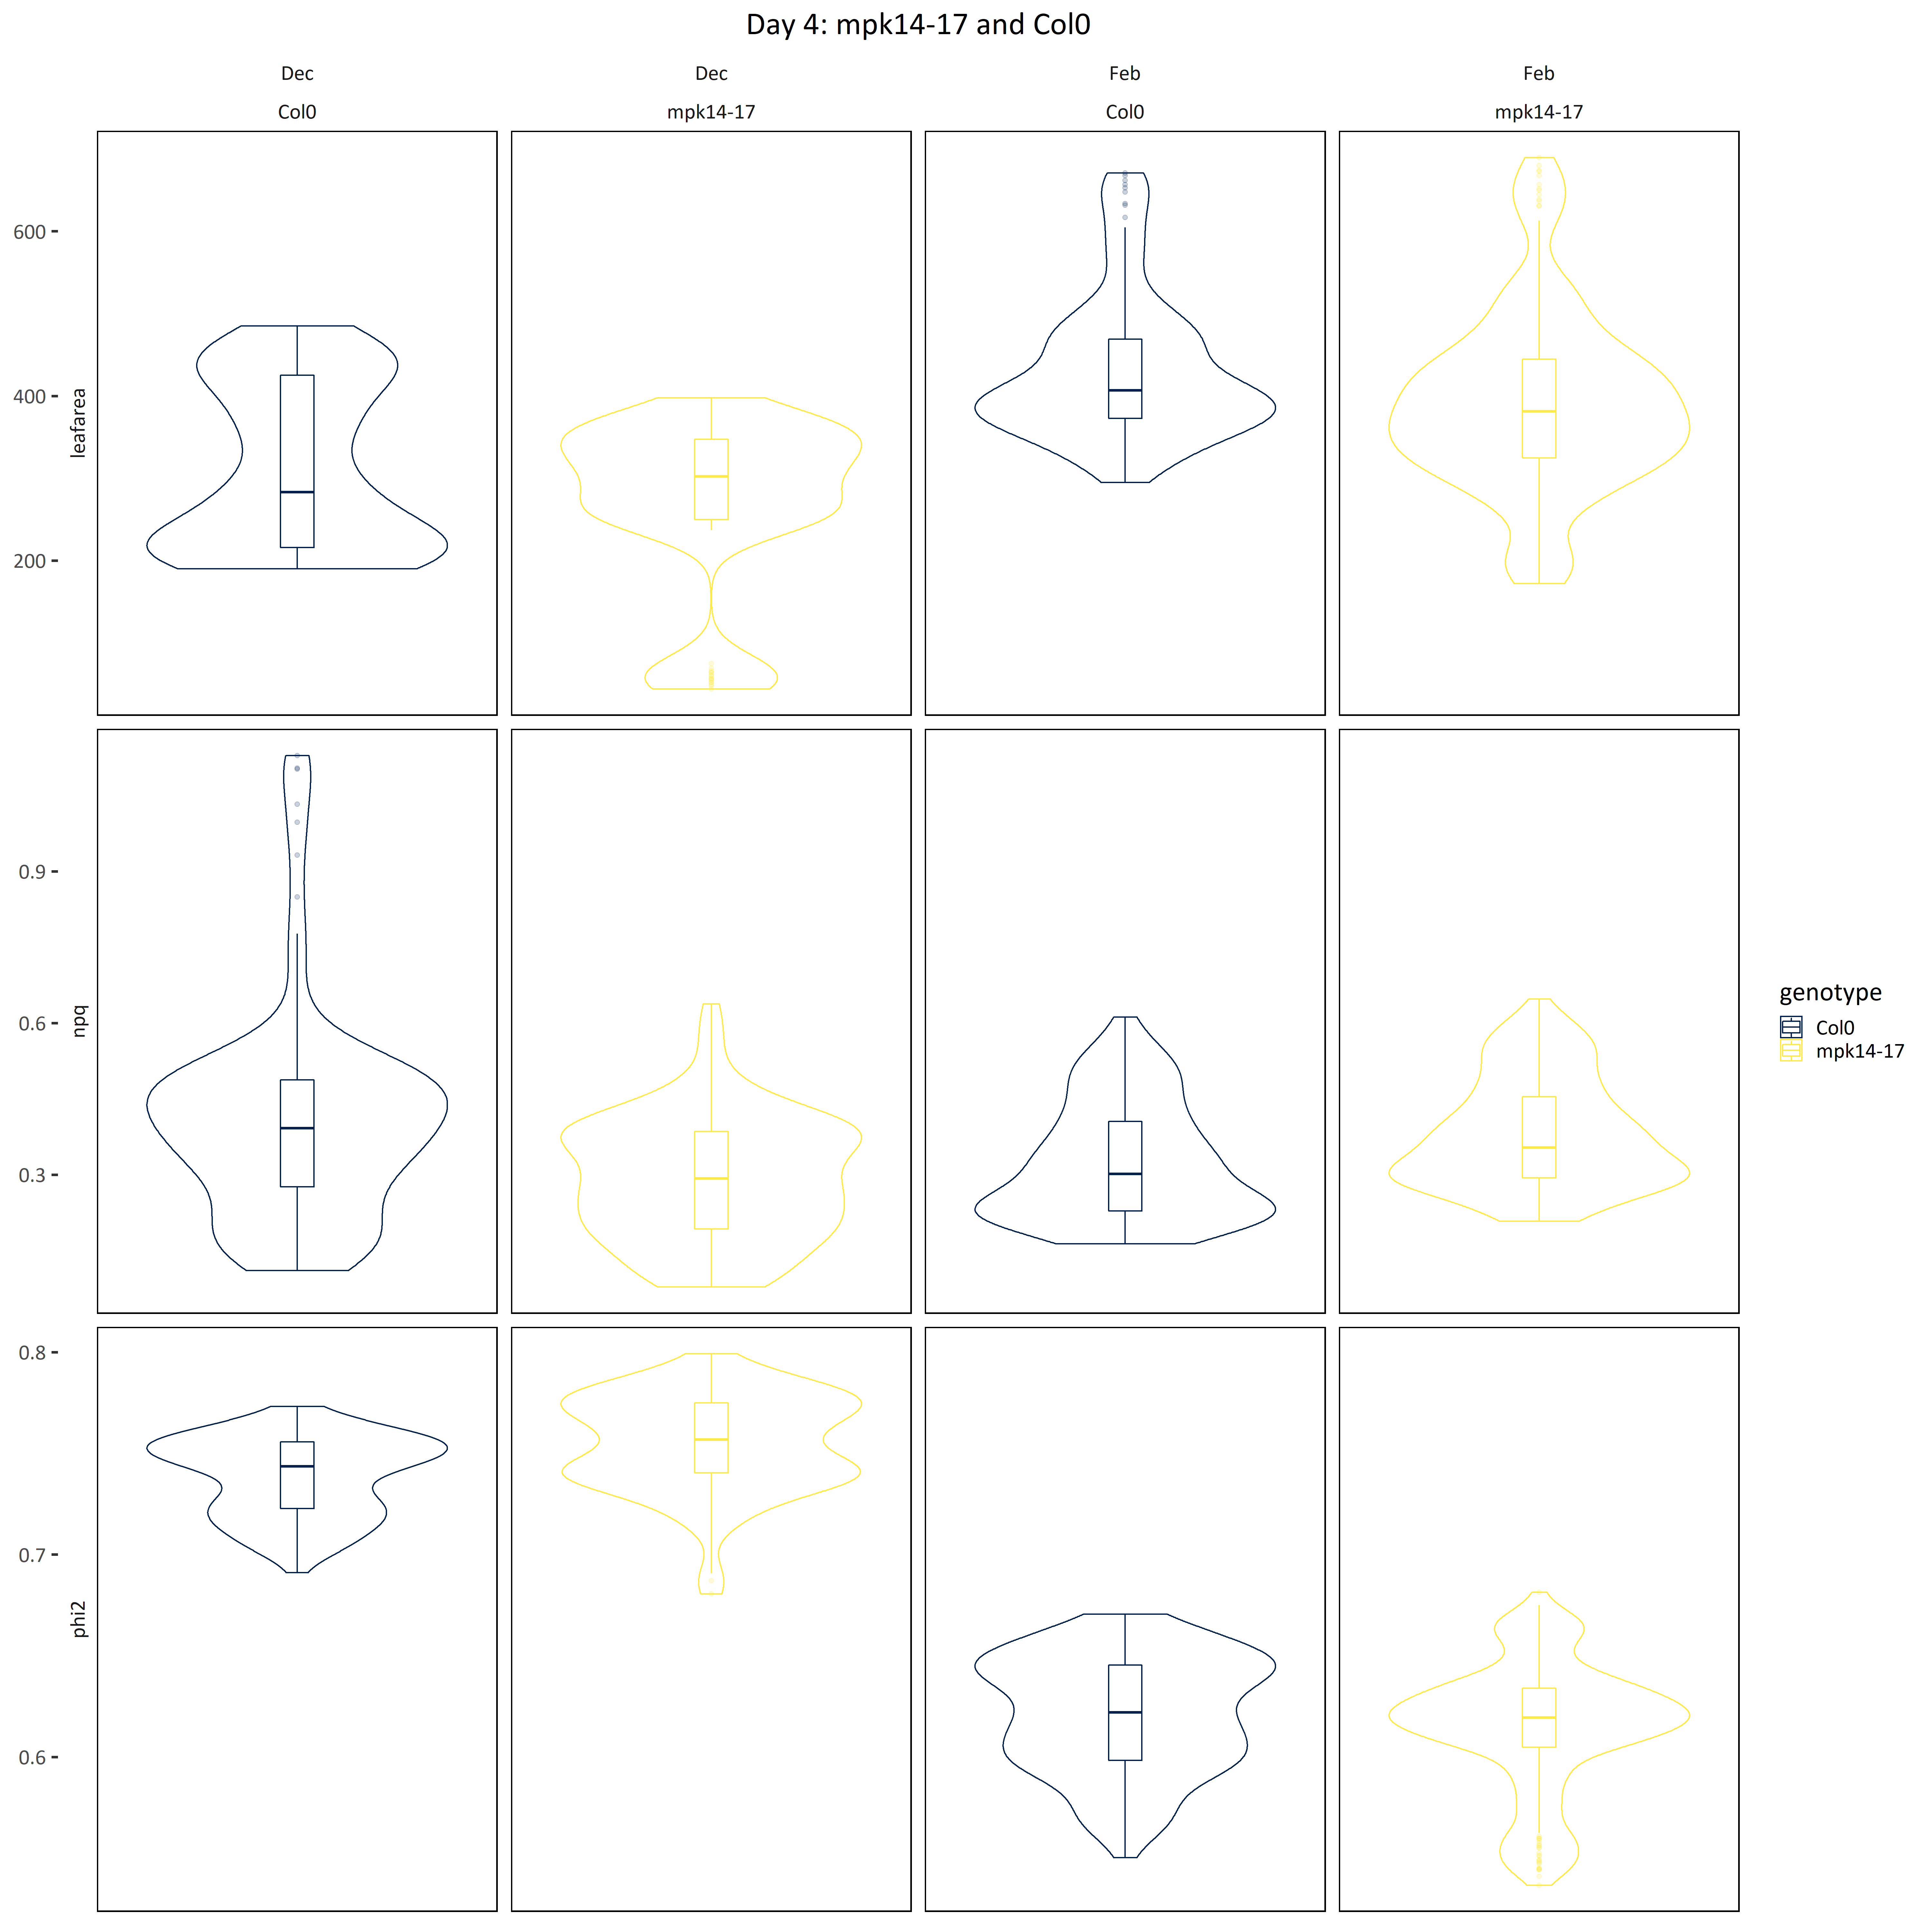 Day 4: mpk14-17 and Col0
Dec
Dec
Feb
Feb
Col0
mpk14-17
Col0
mpk14-17
600
400
200
leafarea
0.9
0.6
0.3
npq
0.8
0.7
0.6
phi2
genotype
Col0
mpk14-17